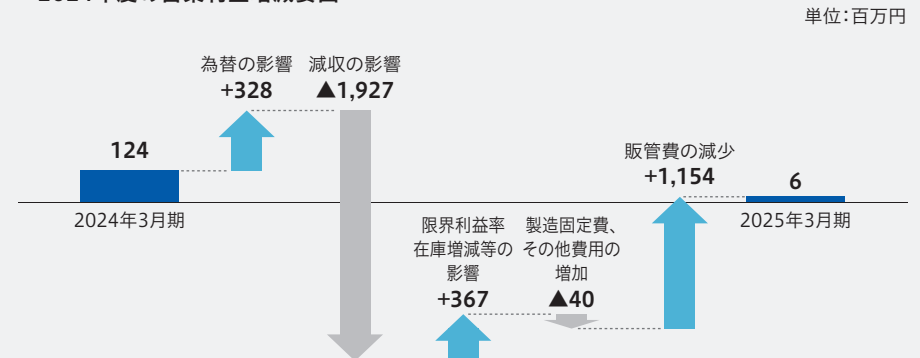 単位：百万円
為替の影響
+328
減収の影響
▲1,927
124
2024年3月期
限界利益率
在庫増減等の
影響
+367
製造固定費、
その他費用の
増加
▲40
販管費の減少
+1,154
6
2025年3月期